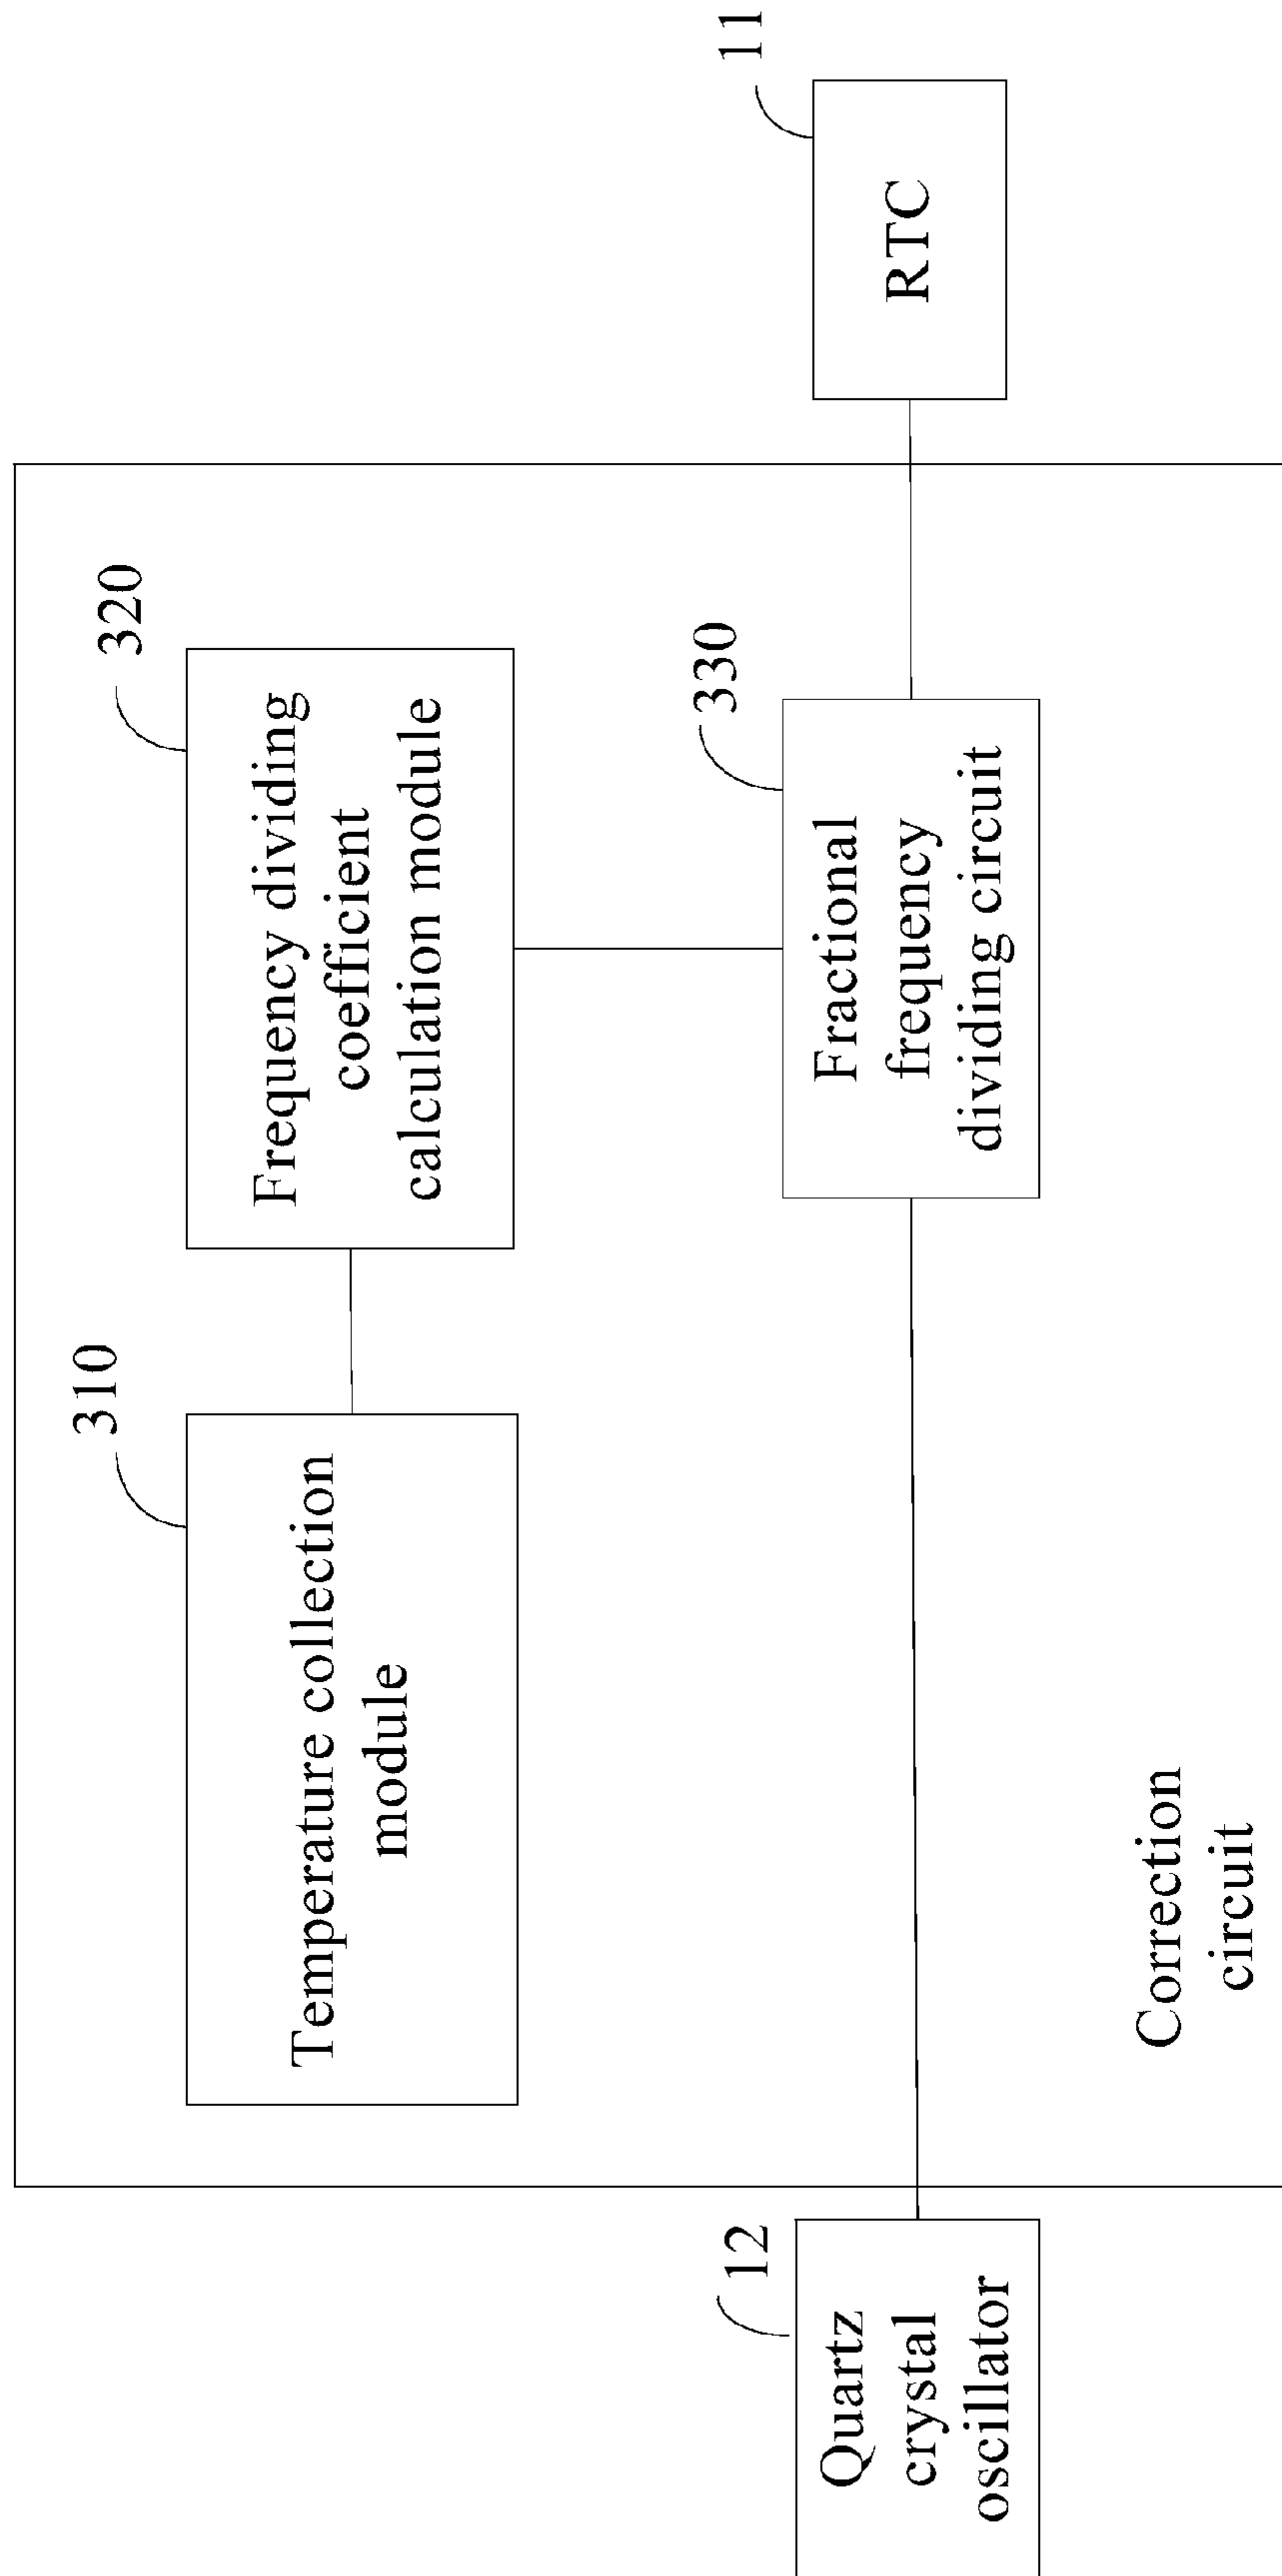 310
Temperature collection
module
320
Frequency dividing
coefficient
calculation module
12
Quartz
crystal
oscillator
330
Fractional
frequency
dividing circuit
11
RTC
Correction
circuit